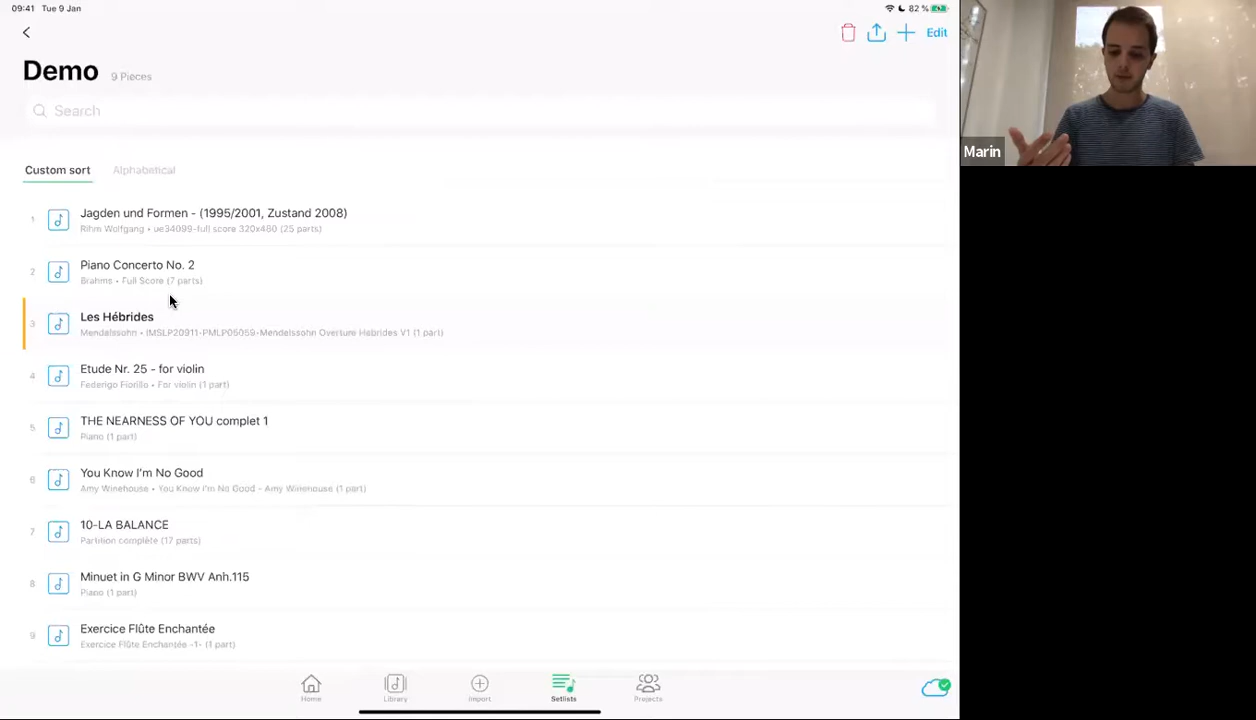 09:41 Tue 9 Jan 82 %
Edit
Demo 9 Pieces
Search
Custom sort Alphabetical
1 Jagden und Formen - (1995/2001, Zustand 2008)
Rihm Wolfgang • ue34099-full score 320x480 (25 parts)
2 Piano Concerto No. 2
Brahms • Full Score (7 parts)
3 Les Hébrides
Mendelssohn • IMSLP20911-PMLP05059-Mendelssohn Overture Hebrides V1 (1 part)
4 Etude Nr. 25 - for violin
Federigo Fiorillo • For violin (1 part)
5 THE NEARNESS OF YOU complet 1
Piano (1 part)
6 You Know I'm No Good
Amy Winehouse • You Know I'm No Good - Amy Winehouse (1 part)
7 10-LA BALANCE
Partition complète (17 parts)
8 Minuet in G Minor BWV Anh.115
Piano (1 part)
9 Exercice Flûte Enchantée
Exercice Flûte Enchantée -1- (1 part)
Home Library Import Setlists Projects
Marin